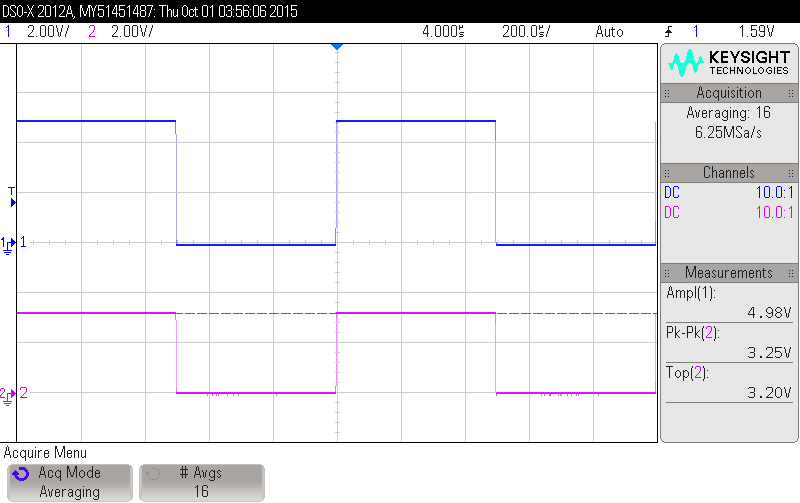 DSO-X 2012A, MY51451487: Thu Oct 01 03:56:06 2015
1 2.00V/ 2 2.00V/ 4.000s 200.0s/ Auto 1 1.59V
KEYSIGHT
TECHNOLOGIES
Acquisition
Averaging: 16
6.25MSa/s
Channels
DC 10.0:1
DC 10.0:1
T
1 1
2 2
Measurements
Ampl(1):
4.98V
Pk-Pk(2):
3.25V
Top(2):
3.20V
Acquire Menu
Acq Mode
Averaging
# Avgs
16